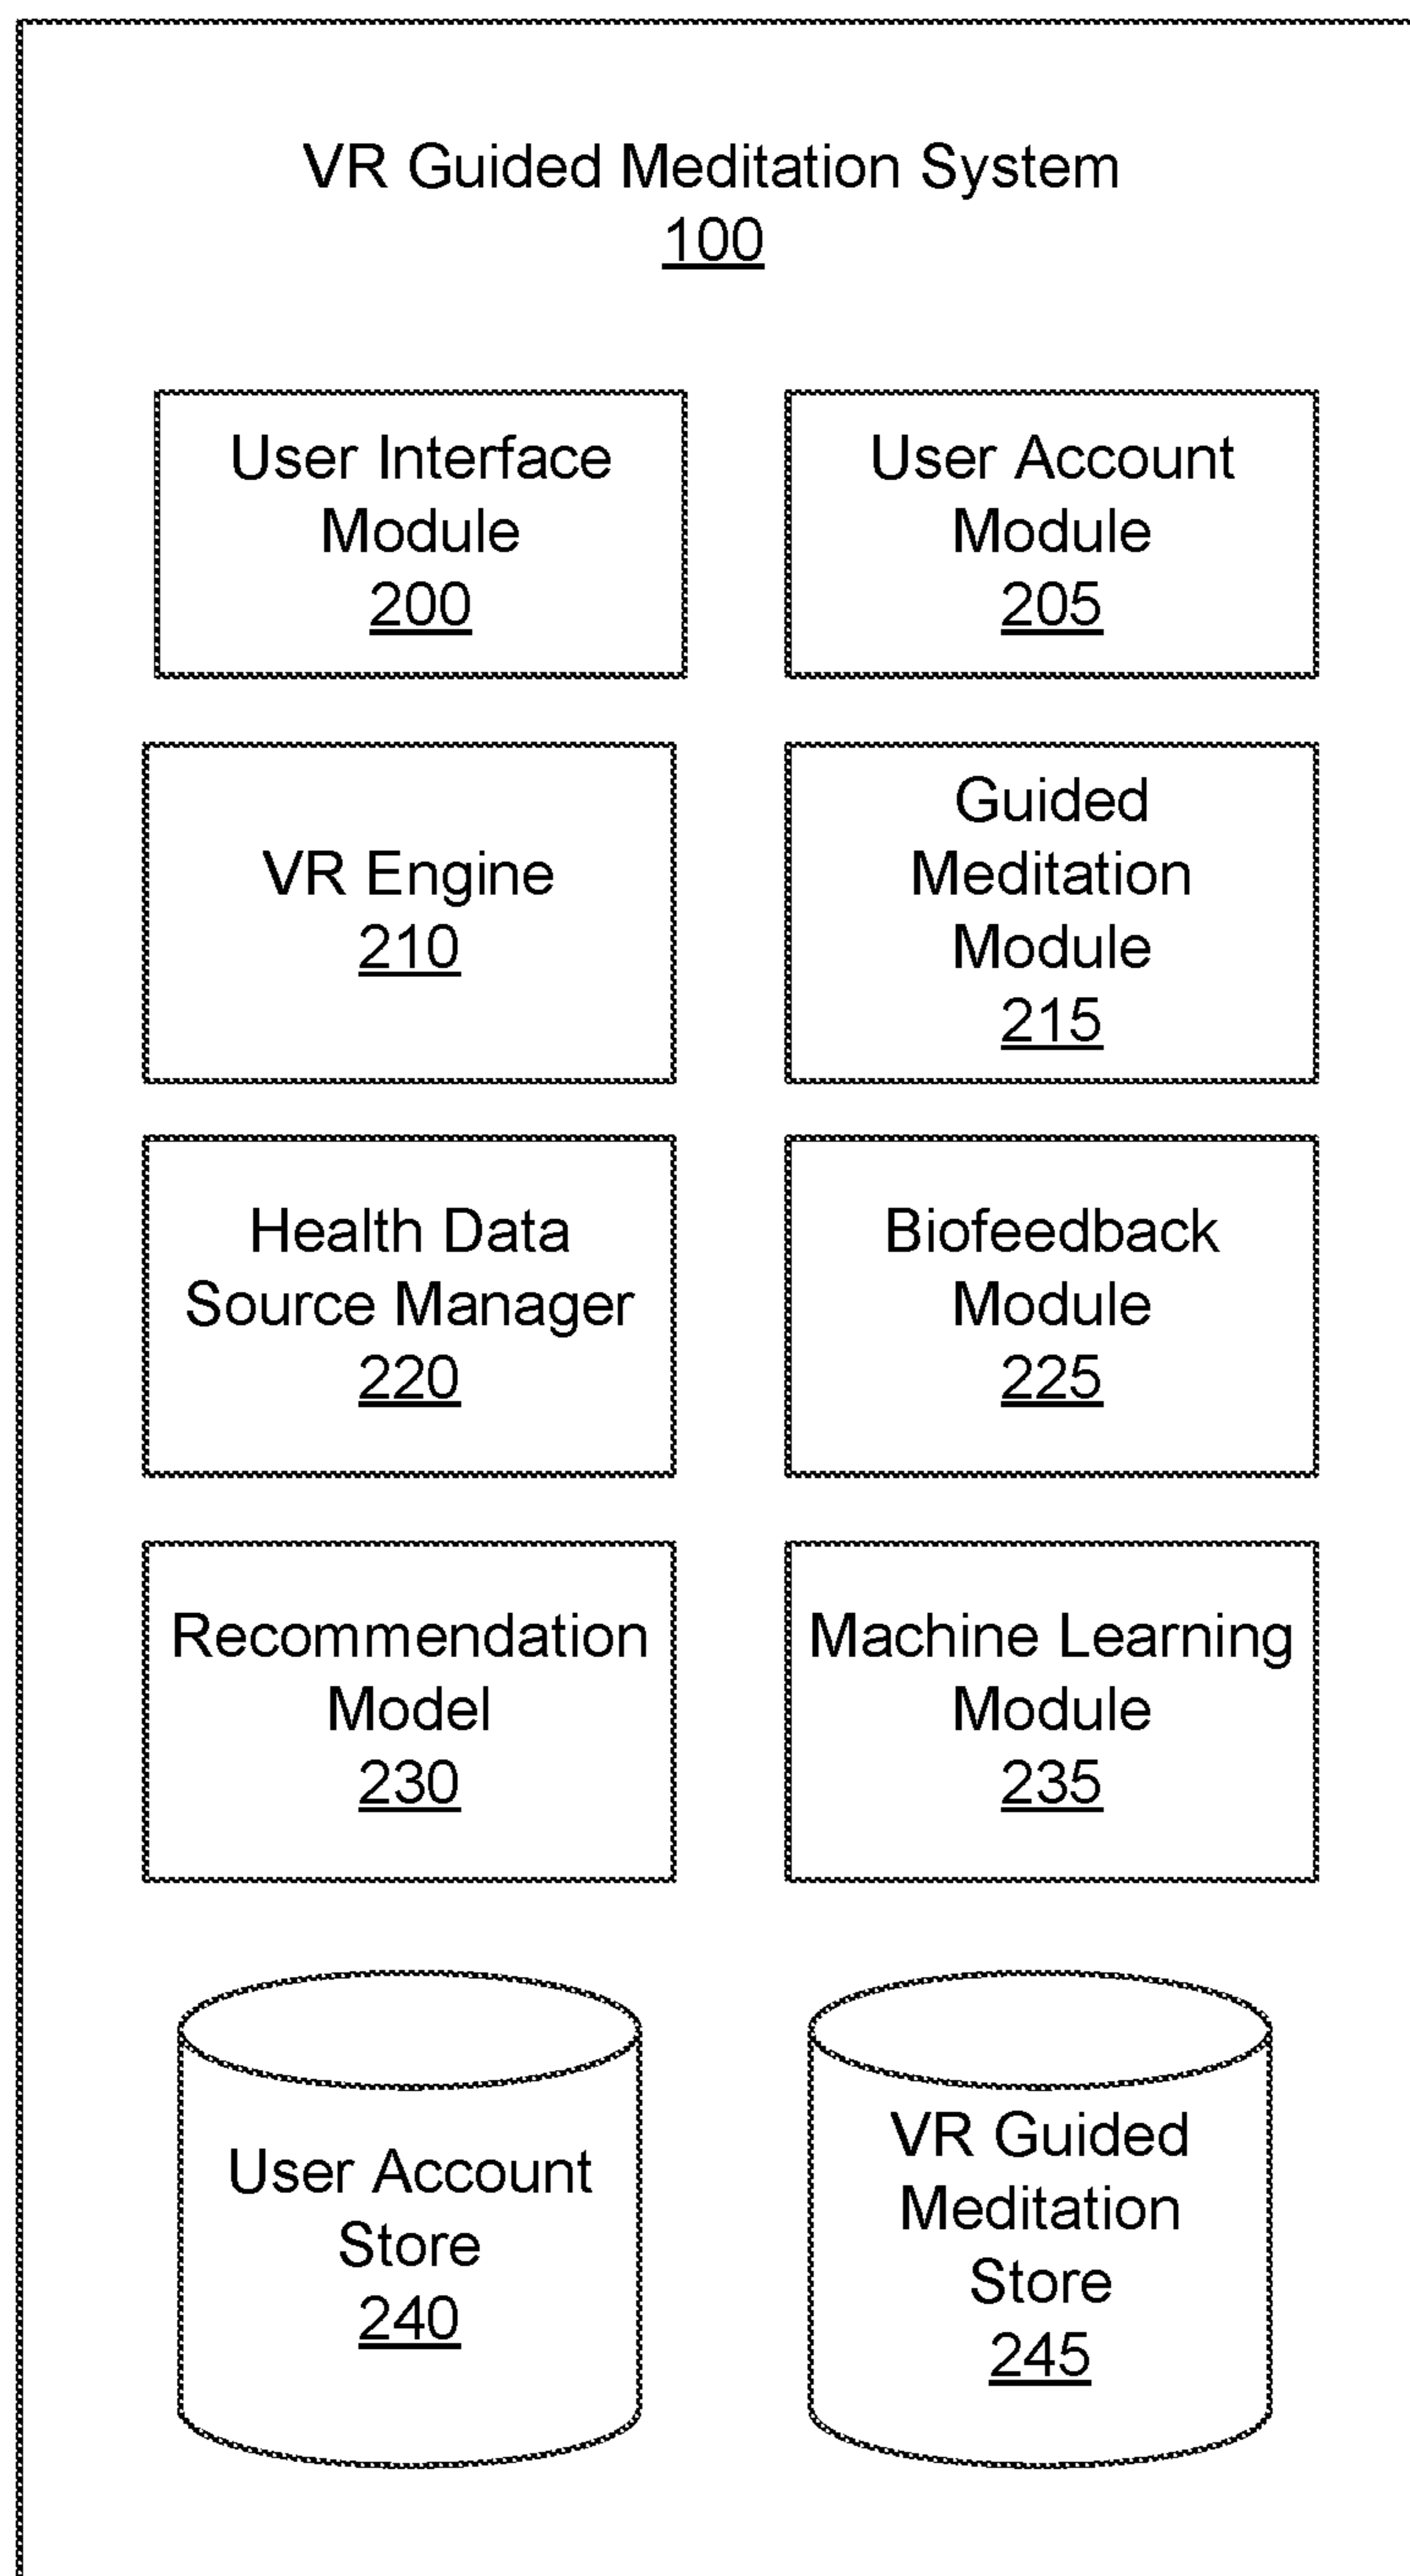 VR Guided Meditation System
100
User Interface
Module
200
User Account
Module
205
VR Engine
210
Guided
Meditation
Module
215
Health Data
Source Manager
220
Biofeedback
Module
225
Recommendation
Model
230
Machine Learning
Module
235
User Account
Store
240
VR Guided
Meditation
Store
245